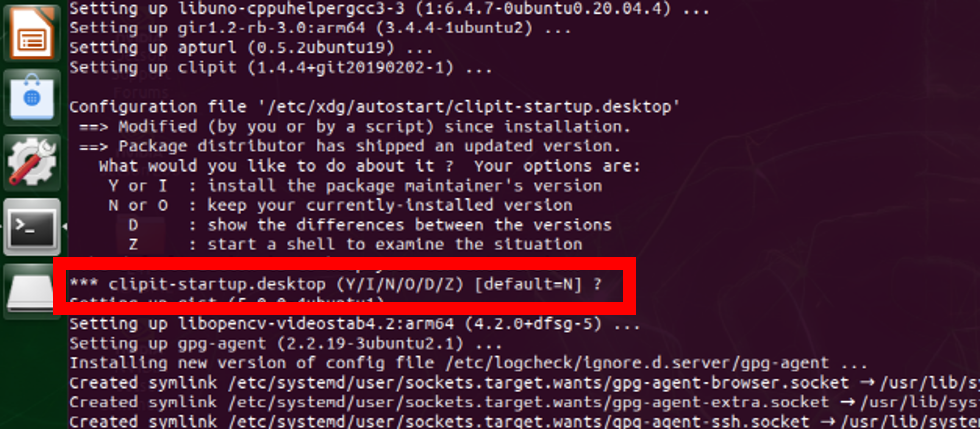 Setting up libuno-cppuhelpergcc3-3 (1:6.4.7-0ubuntu0.20.04.4) ...
Setting up gir1.2-rb-3.0:arm64 (3.4.4-1ubuntu2) ...
Setting up apturl (0.5.2ubuntu19) ...
Setting up clipit (1.4.4+git20190202-1) ...
Configuration file '/etc/xdg/autostart/clipit-startup.desktop'
==> Modified (by you or by a script) since installation.
==> Package distributor has shipped an updated version.
What would you like to do about it ?  Your options are:
Y or I  : install the package maintainer's version
N or O  : keep your currently-installed version
D     : show the differences between the versions
Z     : start a shell to examine the situation
*** clipit-startup.desktop (Y/I/N/O/D/Z) [default=N] ?
Setting up
Setting up libopencv-videostab4.2:arm64 (4.2.0+dfsg-5) ...
Setting up gpg-agent (2.2.19-3ubuntu2.1) ...
Installing new version of config file /etc/logcheck/ignore.d.server/gpg-agent ...
Created symlink /etc/systemd/user/sockets.target.wants/gpg-agent-browser.socket → /usr/lib/s
Created symlink /etc/systemd/user/sockets.target.wants/gpg-agent-extra.socket → /usr/lib/sys
Created symlink /etc/systemd/user/sockets.target.wants/gpg-agent-ssh.socket → /usr/lib/syste